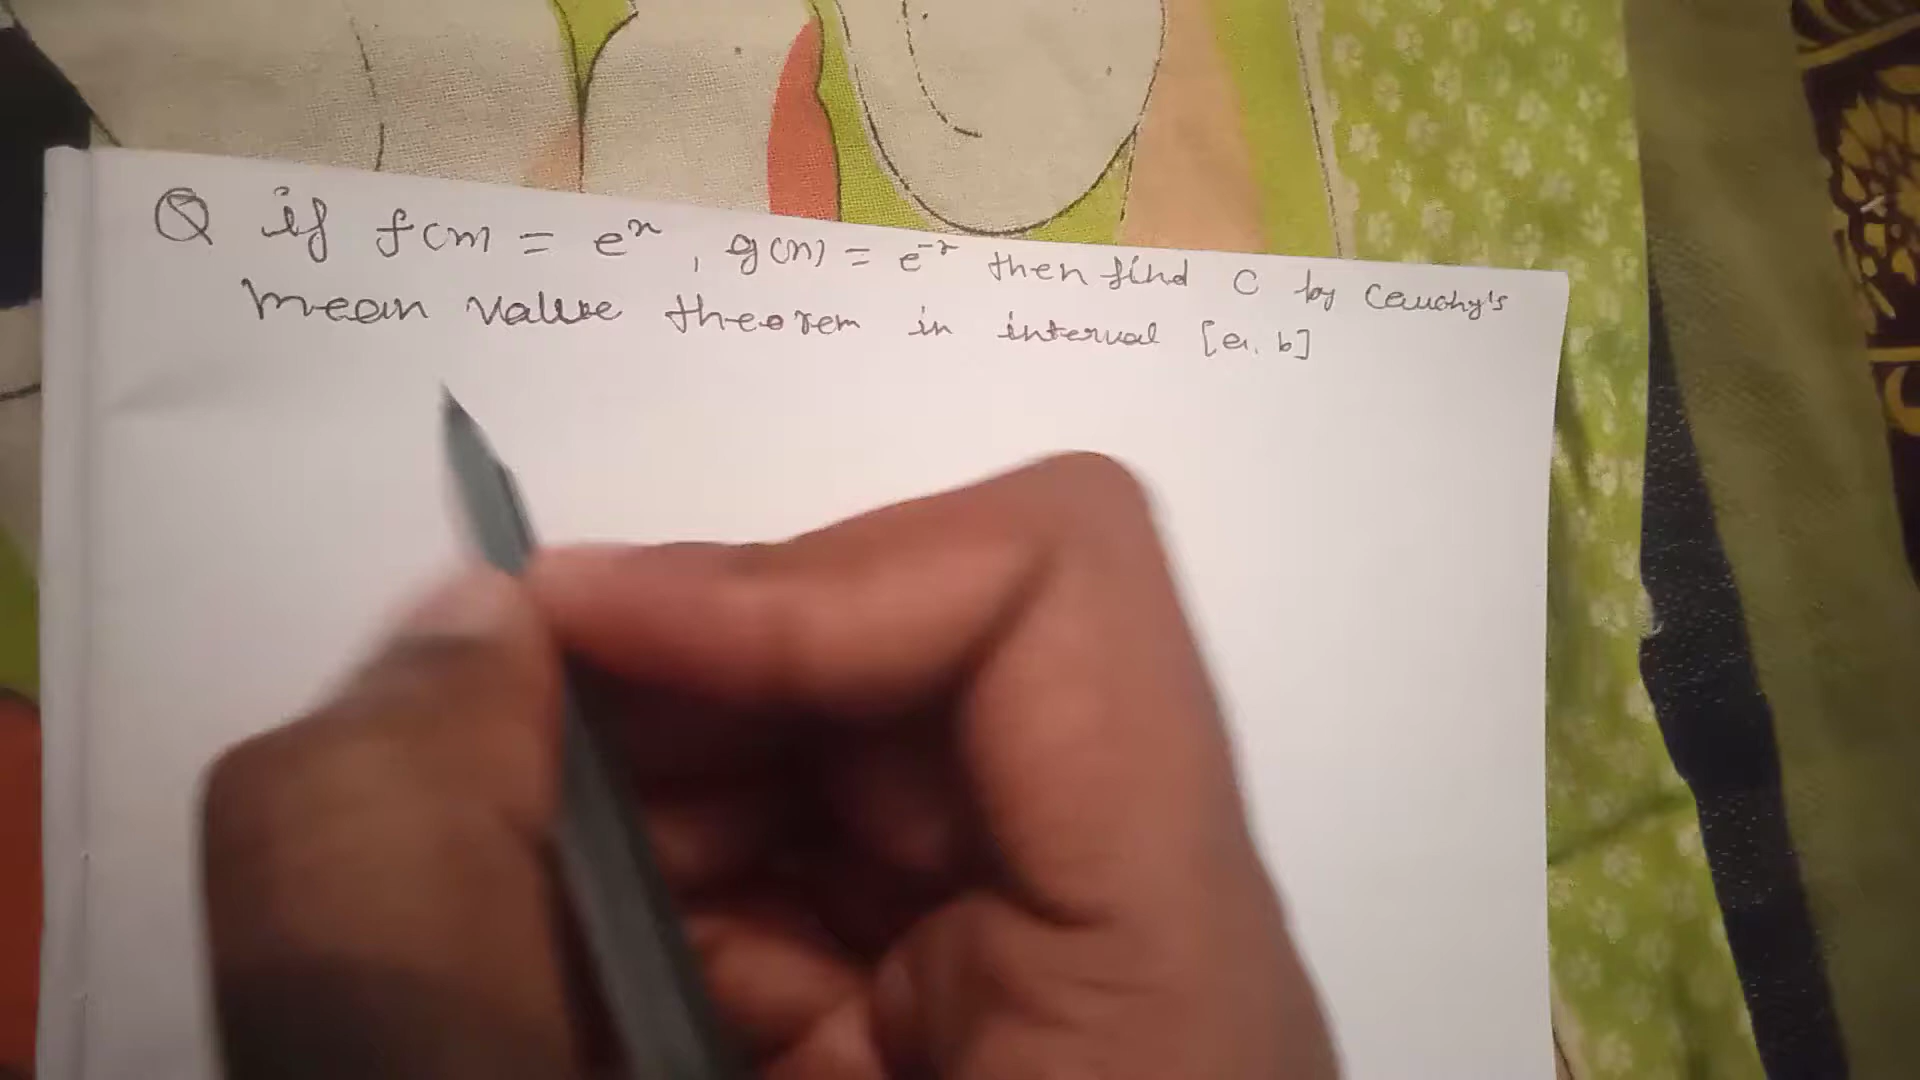 Q if f(x) = e^x, g(x) = e^-x then find C by Cauchy's
mean value theorem in interval [a, b]